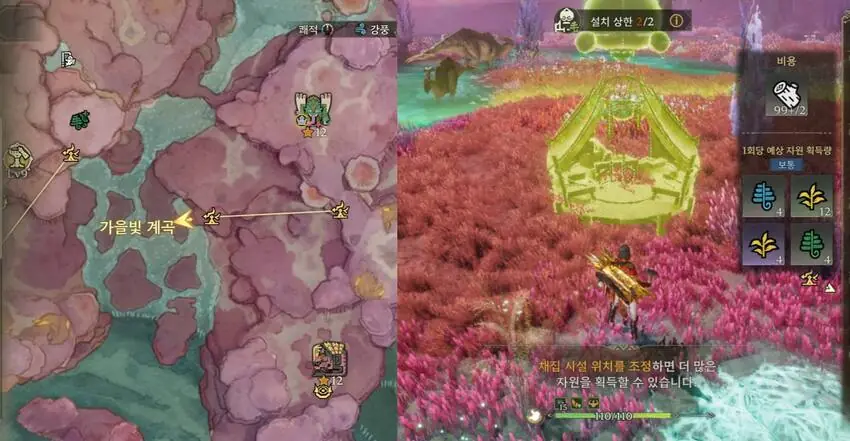 쾌적
강풍
12
Lv9
가을빛 계곡
12
설치 상한 2/2
비용
99+/2
1회당 예상 자원 획득량
보통
4
12
4
4
채집 시설 위치를 조정하면 더 많은
자원을 획득할 수 있습니다.
15
110/110